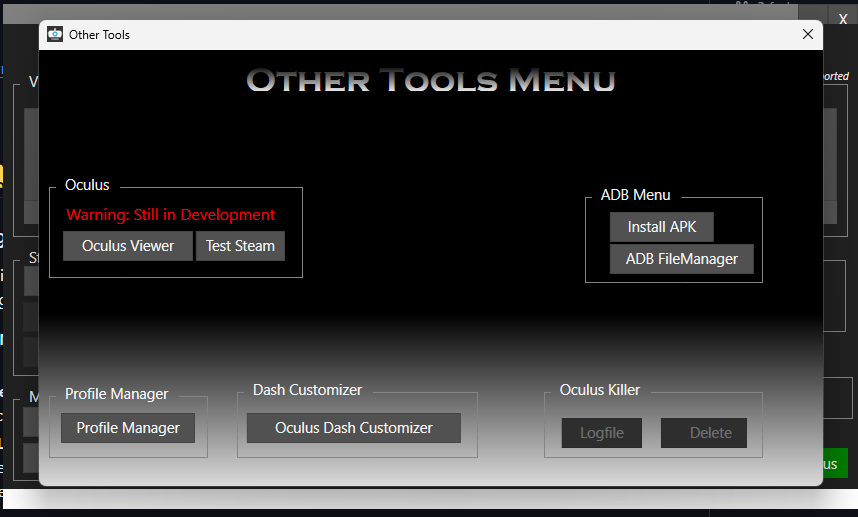 X
Other Tools
OTHER TOOLS MENU
Oculus
Warning: Still in Development
Oculus Viewer
Test Steam
ADB Menu
Install APK
ADB FileManager
Profile Manager
Profile Manager
Dash Customizer
Oculus Dash Customizer
Oculus Killer
Logfile
Delete